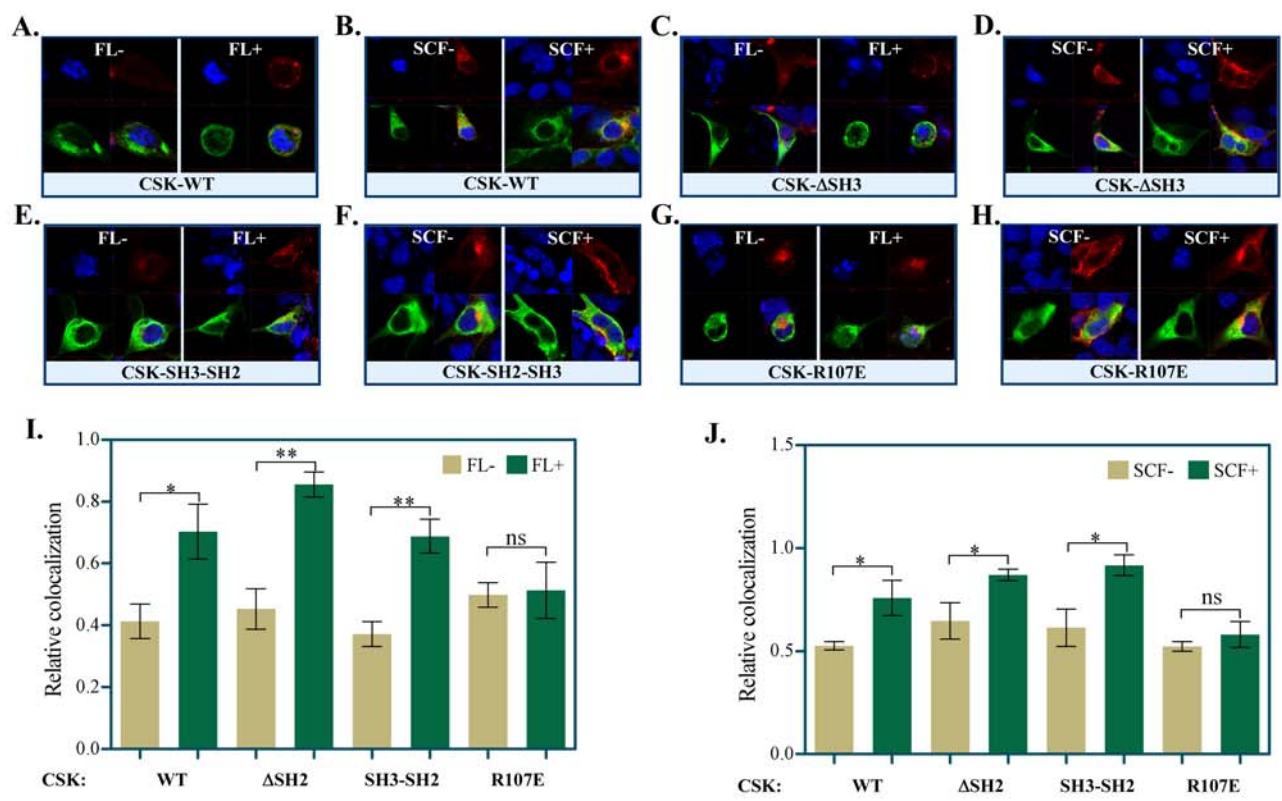 A.
FL-
FL+
CSK-WT
B.
SCF-
SCF+
CSK-WT
C.
FL-
FL+
CSK-ΔSH3
D.
SCF-
SCF+
CSK-ΔSH3
E.
FL-
FL+
CSK-SH3-SH2
F.
SCF-
SCF+
CSK-SH2-SH3
G.
FL-
FL+
CSK-R107E
H.
SCF-
SCF+
CSK-R107E
I.
Relative colocalization
1.0
0.8
0.6
0.4
0.2
0.0
FL- FL+
*
**
**
ns
CSK: WT ΔSH2 SH3-SH2 R107E
J.
Relative colocalization
1.5
1.0
0.5
0.0
SCF- SCF+
*
*
*
ns
CSK: WT ΔSH2 SH3-SH2 R107E